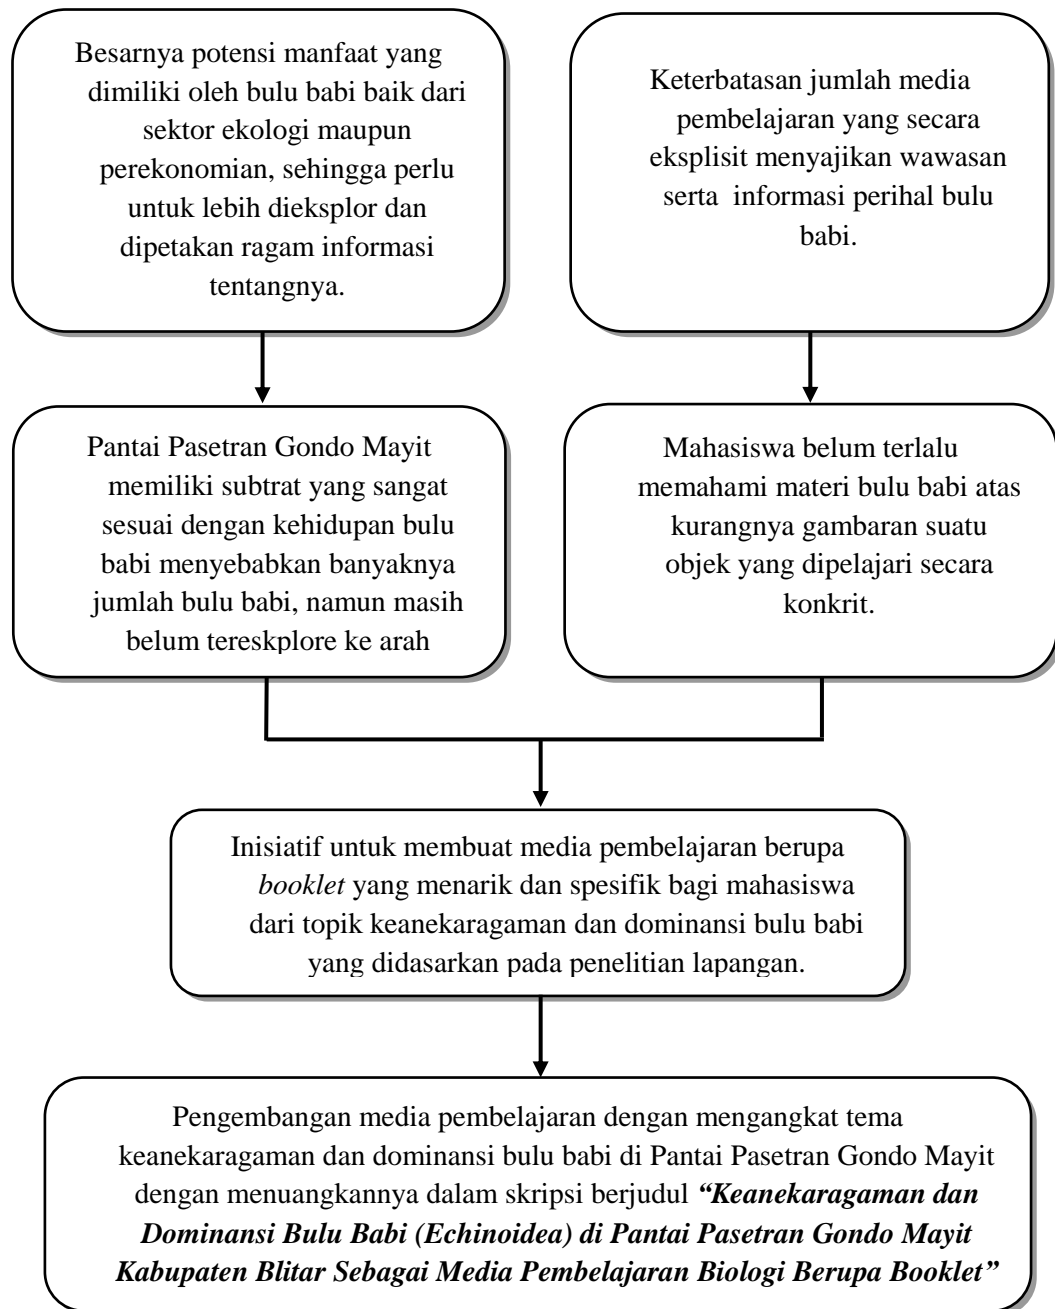 Besarnya potensi manfaat yang
dimiliki oleh bulu babi baik dari
sektor ekologi maupun
perekonomian, sehingga perlu
untuk lebih dieksplor dan
dipetakan ragam informasi
tentangnya.
Keterbatasan jumlah media
pembelajaran yang secara
eksplisit menyajikan wawasan
serta informasi perihal bulu
babi.
Pantai Pasetran Gondo Mayit
memiliki subtrat yang sangat
sesuai dengan kehidupan bulu
babi menyebabkan banyaknya
jumlah bulu babi, namun masih
belum tereskplore ke arah
Mahasiswa belum terlalu
memahami materi bulu babi atas
kurangnya gambaran suatu
objek yang dipelajari secara
konkrit.
Inisiatif untuk membuat media pembelajaran berupa
booklet yang menarik dan spesifik bagi mahasiswa
dari topik keanekaragaman dan dominansi bulu babi
yang didasarkan pada penelitian lapangan.
Pengembangan media pembelajaran dengan mengangkat tema
keanekaragaman dan dominansi bulu babi di Pantai Pasetran Gondo Mayit
dengan menuangkannya dalam skripsi berjudul “Keanekaragaman dan
Dominansi Bulu Babi (Echinoidea) di Pantai Pasetran Gondo Mayit
Kabupaten Blitar Sebagai Media Pembelajaran Biologi Berupa Booklet”